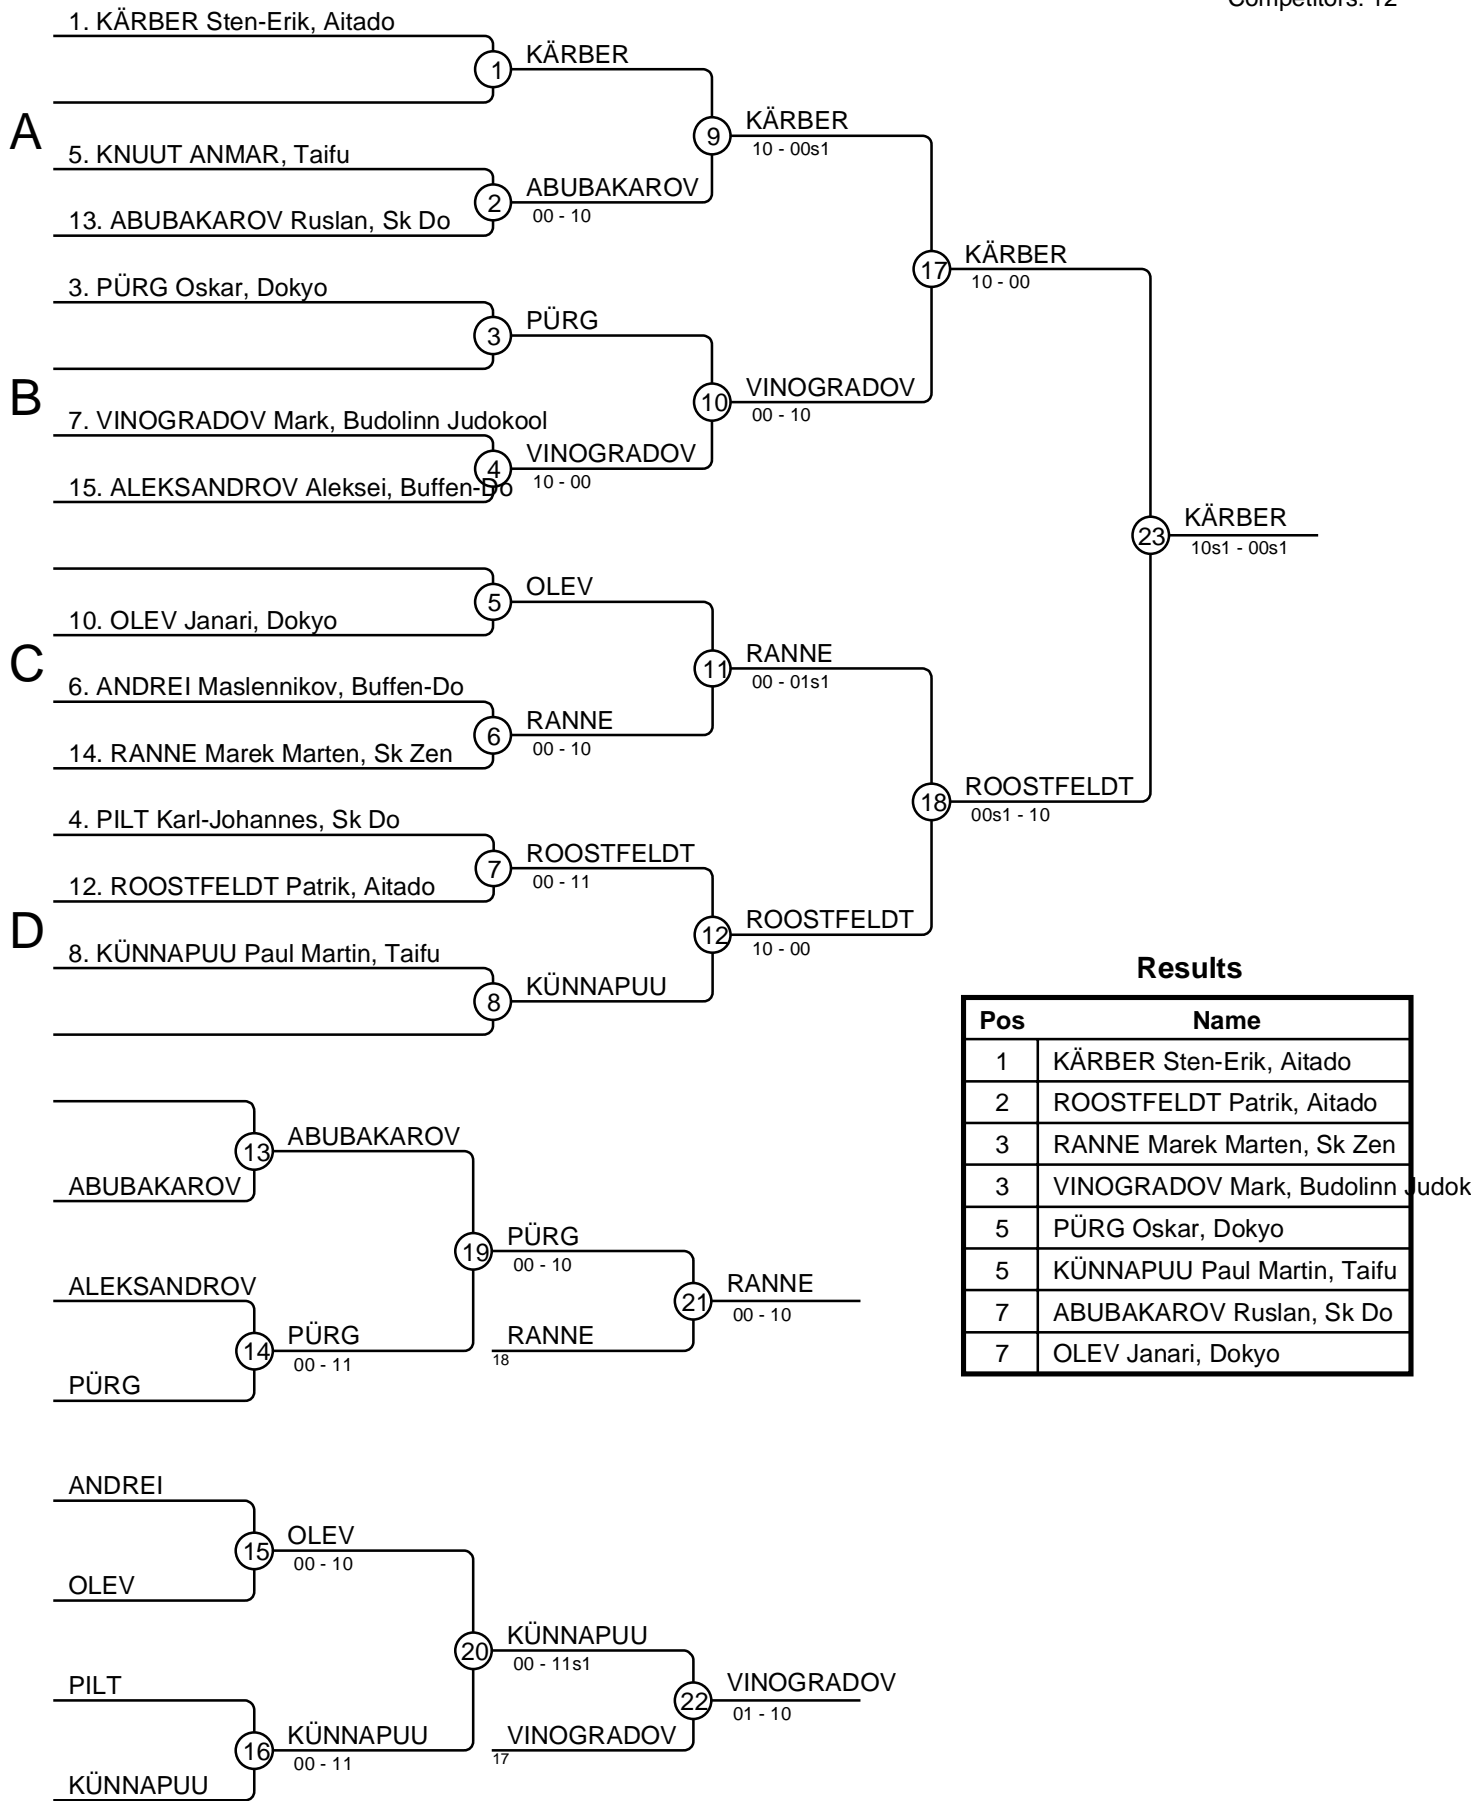 Competitors: 12
1. KÄRBER Sten-Erik, Aitado
1
KÄRBER
A
9
KÄRBER
10 - 00s1
5. KNUUT ANMAR, Taifu
2
ABUBAKAROV
00 - 10
13. ABUBAKAROV Ruslan, Sk Do
17
KÄRBER
10 - 00
3. PÜRG Oskar, Dokyo
3
PÜRG
B
10
VINOGRADOV
00 - 10
7. VINOGRADOV Mark, Budolinn Judokool
4
VINOGRADOV
10 - 00
15. ALEKSANDROV Aleksei, Buffen-Do
23
KÄRBER
10s1 - 00s1
5
OLEV
10. OLEV Janari, Dokyo
C
11
RANNE
00 - 01s1
6. ANDREI Maslennikov, Buffen-Do
6
RANNE
00 - 10
14. RANNE Marek Marten, Sk Zen
18
ROOSTFELDT
00s1 - 10
4. PILT Karl-Johannes, Sk Do
7
ROOSTFELDT
00 - 11
12. ROOSTFELDT Patrik, Aitado
D
12
ROOSTFELDT
10 - 00
8. KÜNNAPUU Paul Martin, Taifu
8
KÜNNAPUU
Results
Pos Name
1 KÄRBER Sten-Erik, Aitado
2 ROOSTFELDT Patrik, Aitado
3 RANNE Marek Marten, Sk Zen
3 VINOGRADOV Mark, Budolinn Judok
5 PÜRG Oskar, Dokyo
5 KÜNNAPUU Paul Martin, Taifu
7 ABUBAKAROV Ruslan, Sk Do
7 OLEV Janari, Dokyo
13
ABUBAKAROV
ABUBAKAROV
19
PÜRG
00 - 10
ALEKSANDROV
14
PÜRG
00 - 11
PÜRG
21
RANNE
00 - 10
RANNE
18
ANDREI
15
OLEV
00 - 10
OLEV
20
KÜNNAPUU
00 - 11s1
PILT
16
KÜNNAPUU
00 - 11
KÜNNAPUU
22
VINOGRADOV
01 - 10
VINOGRADOV
17